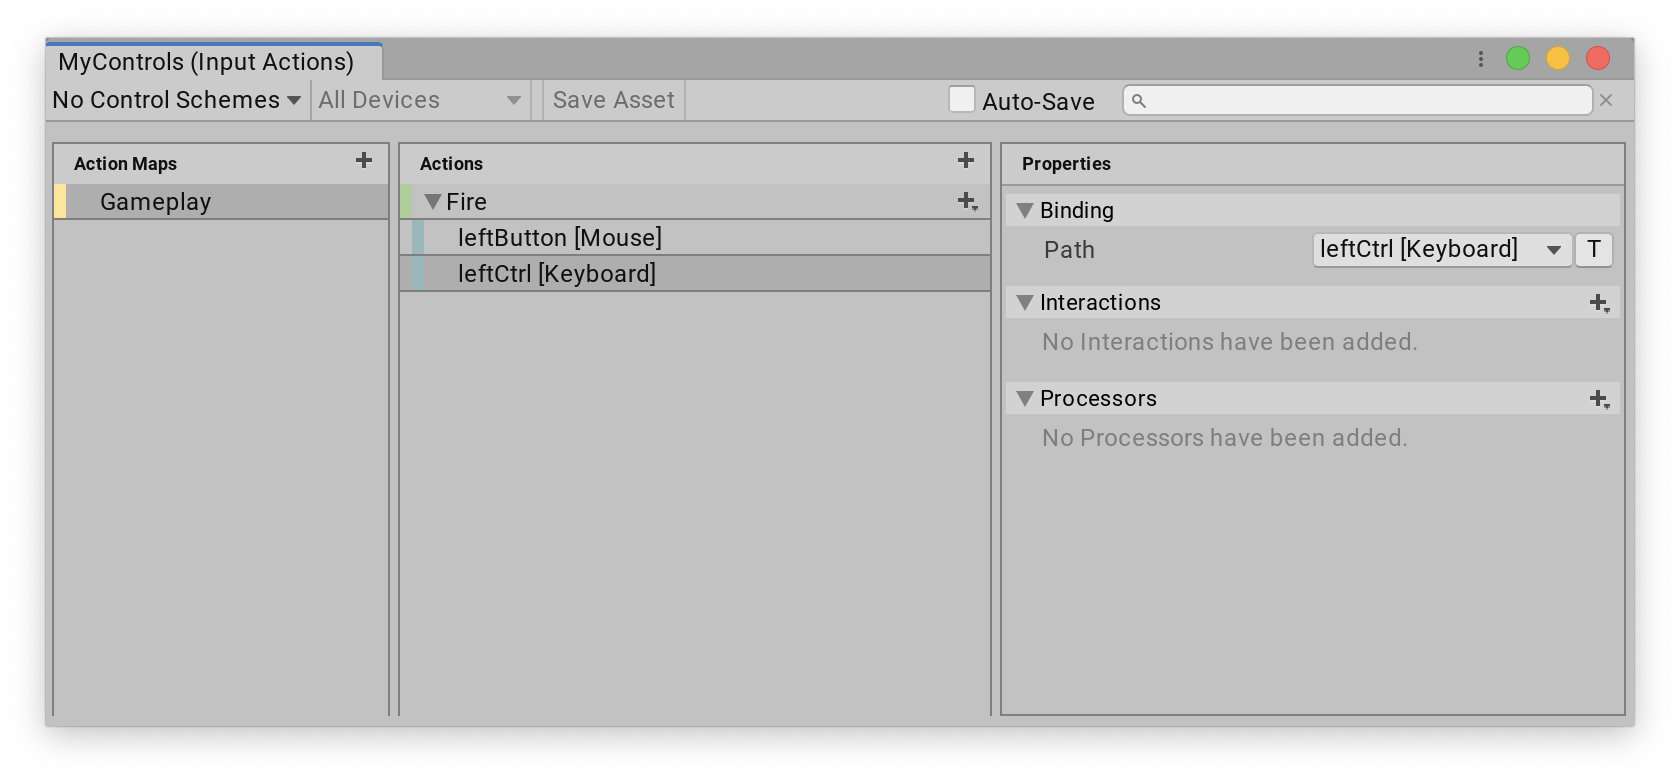 MyControls (Input Actions)
No Control Schemes All Devices Save Asset Auto-Save
Action Maps
Gameplay
Actions
Fire
leftButton [Mouse]
leftCtrl [Keyboard]
Properties
Binding
Path leftCtrl [Keyboard] T
Interactions
No Interactions have been added.
Processors
No Processors have been added.